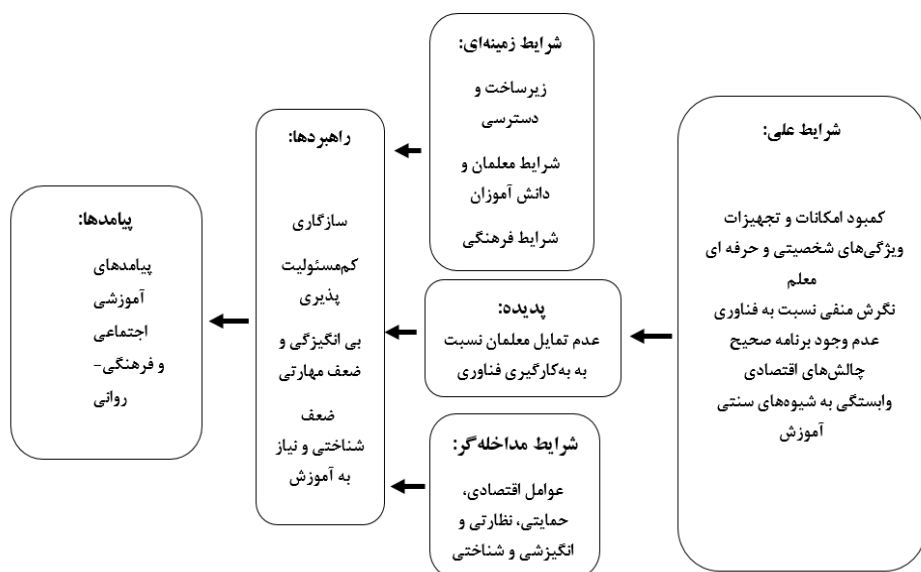 شرایط علی:
کمبود امکانات و تجهیزات
ویژگی‌های شخصیتی و حرفه ای
معلم
نگرش منفی نسبت به فناوری
عدم وجود برنامه صحیح
چالش‌های اقتصادی
وابستگی به شیوه‌های سنتی
آموزش
شرایط زمینه‌ای:
زیرساخت و
دسترسی
شرایط معلمان و
دانش آموزان
شرایط فرهنگی
پدیده:
عدم تمایل معلمان نسبت
به به‌کارگیری فناوری
شرایط مداخله‌گر:
عوامل اقتصادی،
حمایتی، نظارتی و
انگیزشی و شناختی
راهبردها:
سازگاری
کم‌مسئولیت
پذیری
بی انگیزگی و
ضعف مهارتی
ضعف
شناختی و نیاز
به آموزش
پیامدها:
پیامدهای
آموزشی
اجتماعی
و فرهنگی-
روانی